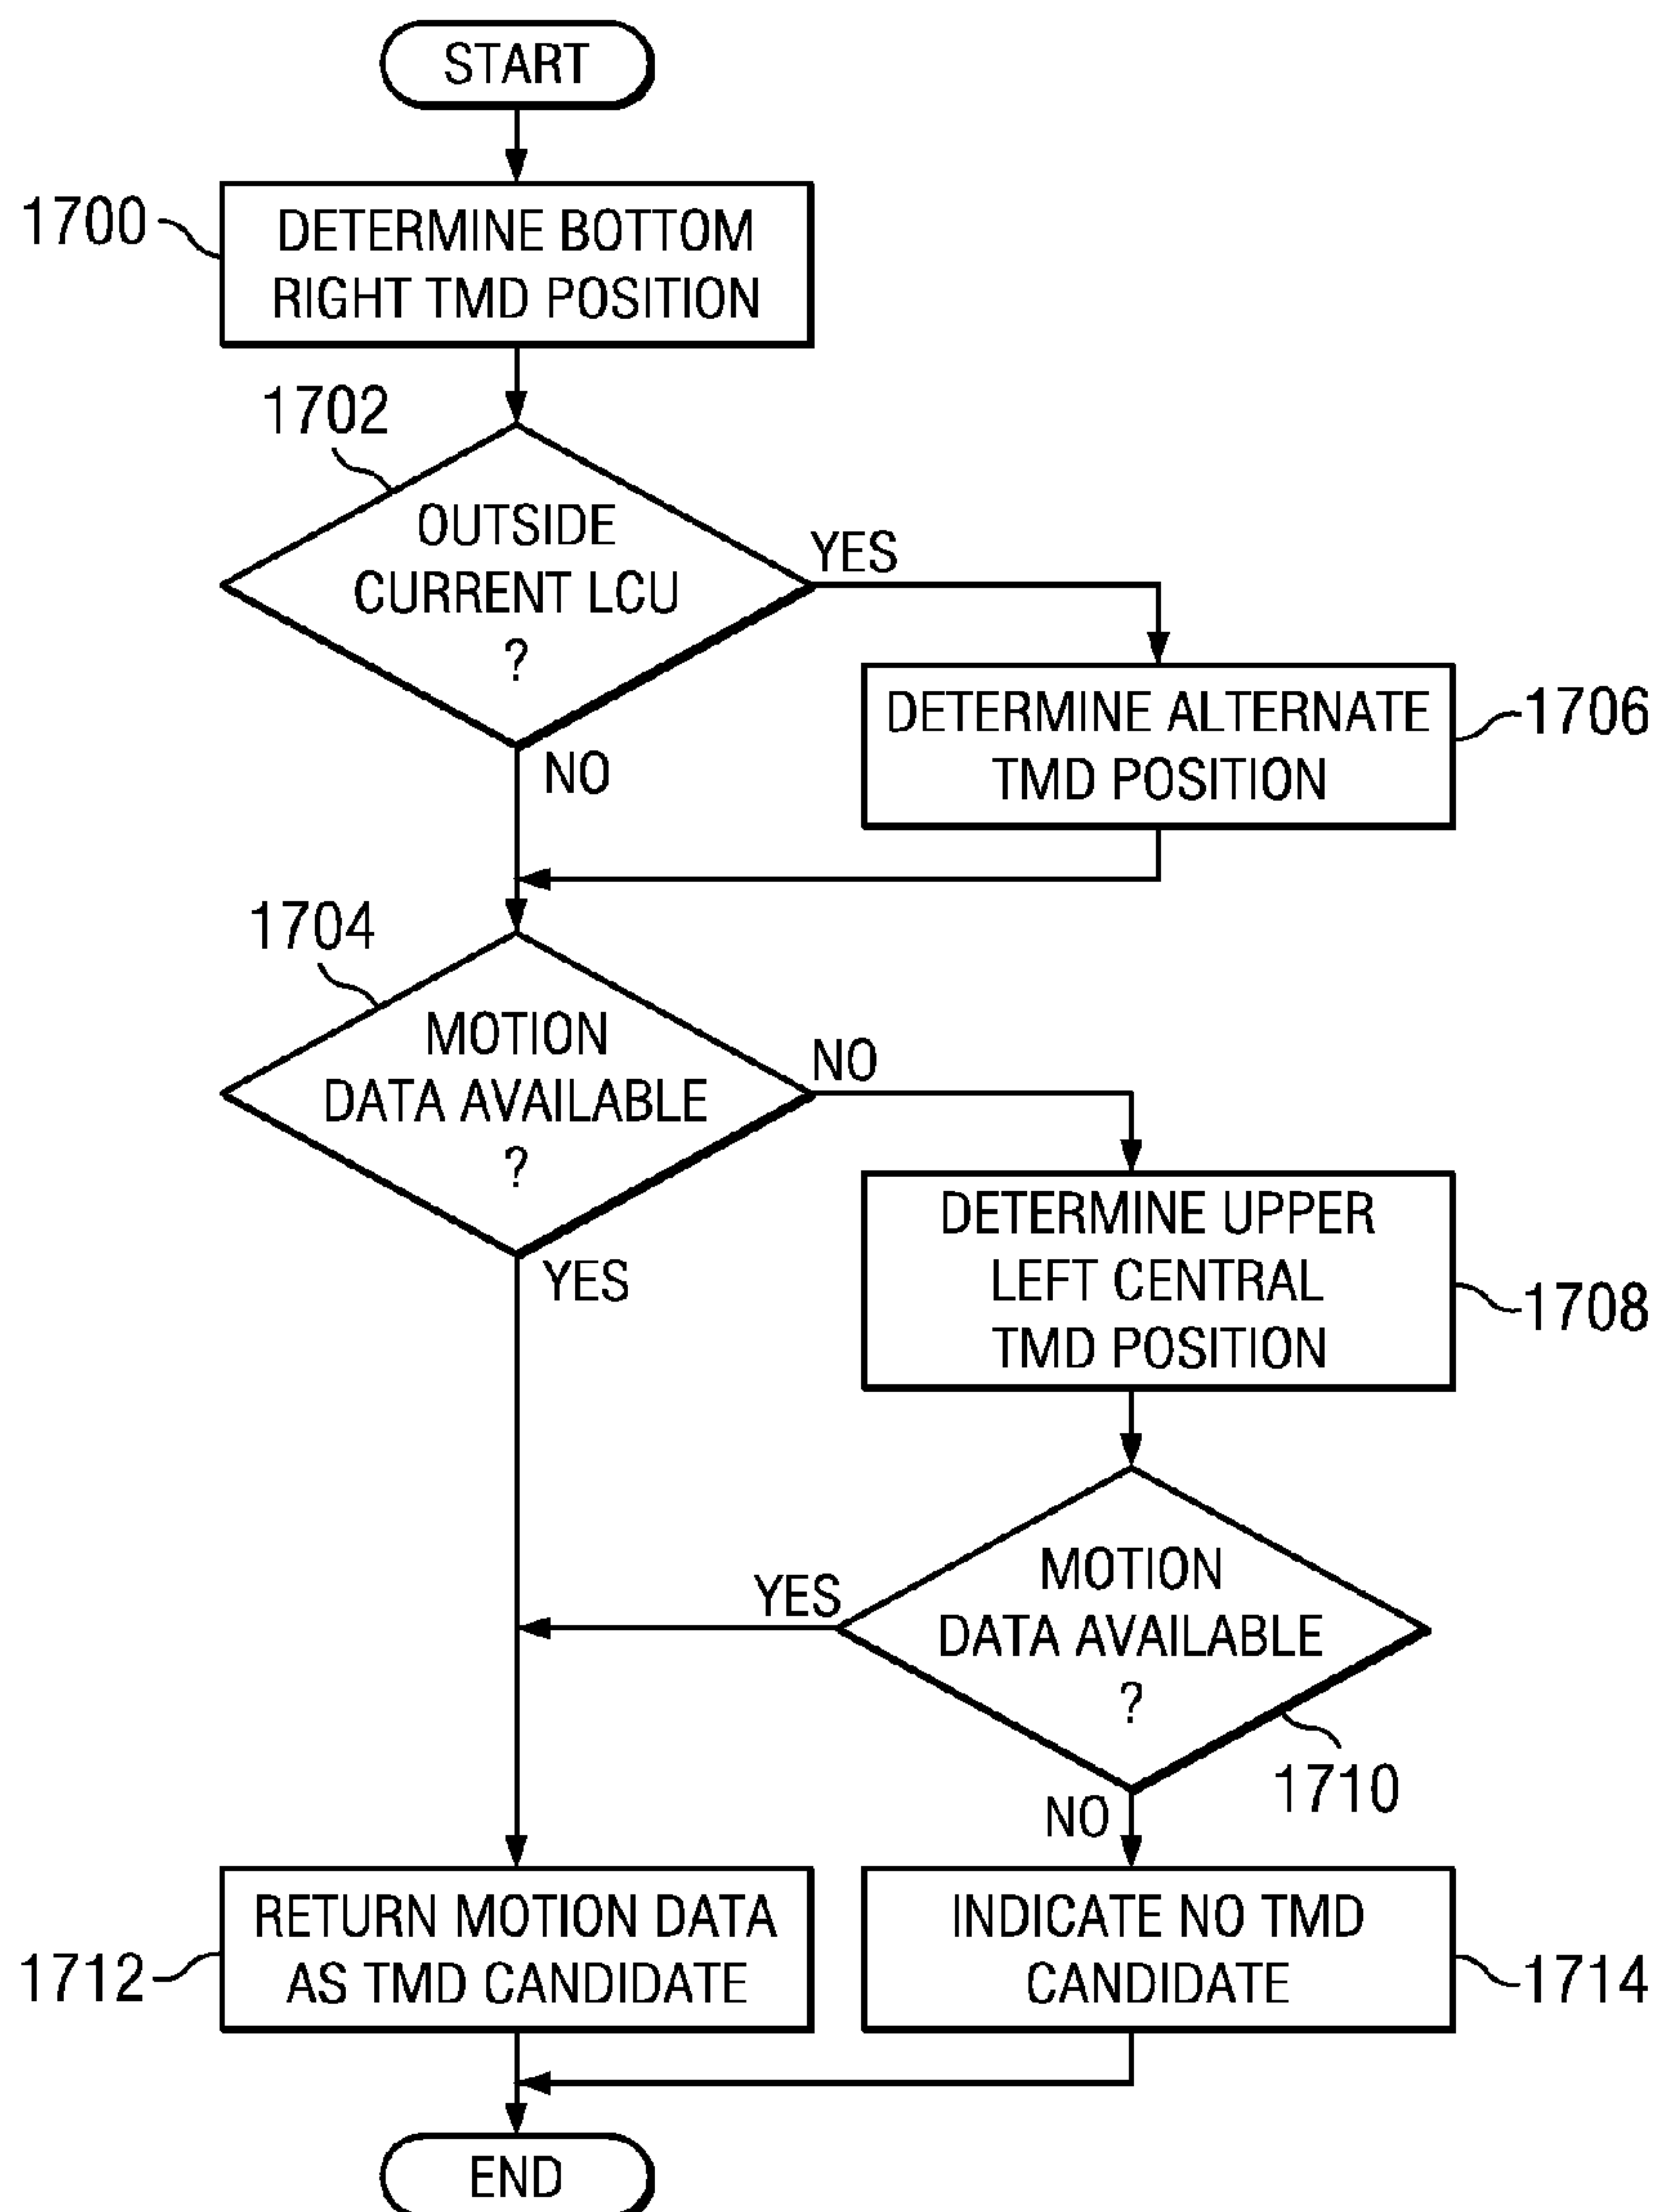 START
1700
DETERMINE BOTTOM
RIGHT TMD POSITION
1702
OUTSIDE
CURRENT LCU
?
YES
NO
DETERMINE ALTERNATE
TMD POSITION
1706
1704
MOTION
DATA AVAILABLE
?
NO
YES
DETERMINE UPPER
LEFT CENTRAL
TMD POSITION
1708
MOTION
DATA AVAILABLE
?
YES
1710
NO
RETURN MOTION DATA
AS TMD CANDIDATE
1712
INDICATE NO TMD
CANDIDATE
1714
END